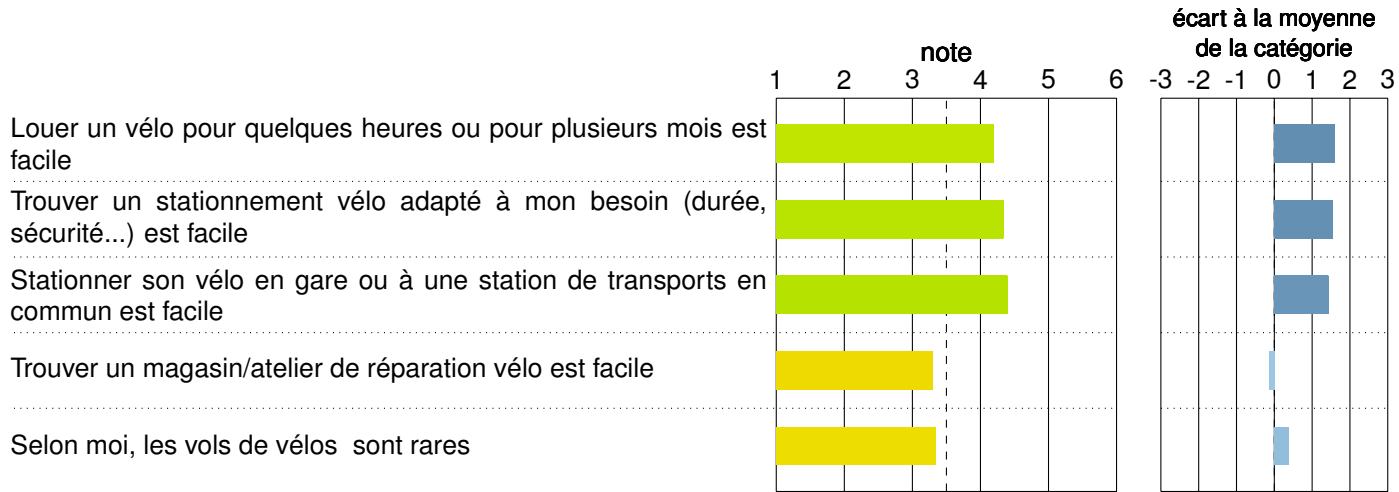 écart à la moyenne
note de la catégorie
1 2 3 4 5 6 -3 -2 -1 0 1 2 3
Louer un vélo pour quelques heures ou pour plusieurs mois est
facile
Trouver un stationnement vélo adapté à mon besoin (durée,
sécurité...) est facile
Stationner son vélo en gare ou à une station de transports en
commun est facile
Trouver un magasin/atelier de réparation vélo est facile
Selon moi, les vols de vélos sont rares